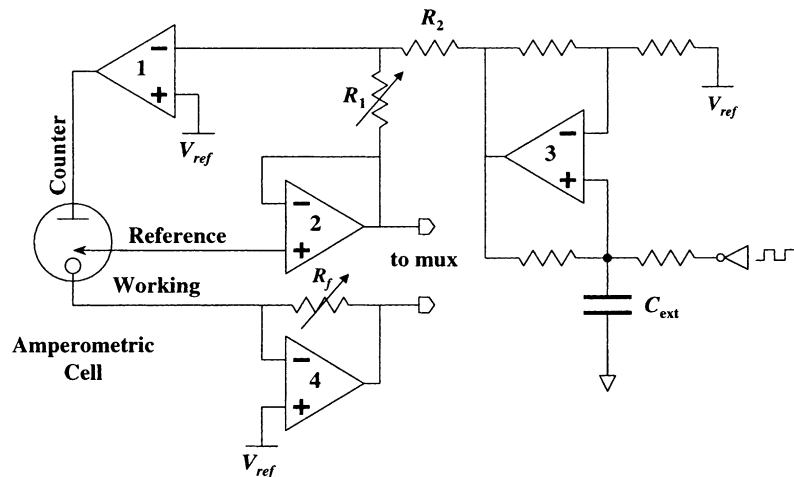 R2
1
R1
Vref
Vref
3
Counter
2
Reference
to mux
Working
Rf
Cext
Amperometric
Cell
4
Vref